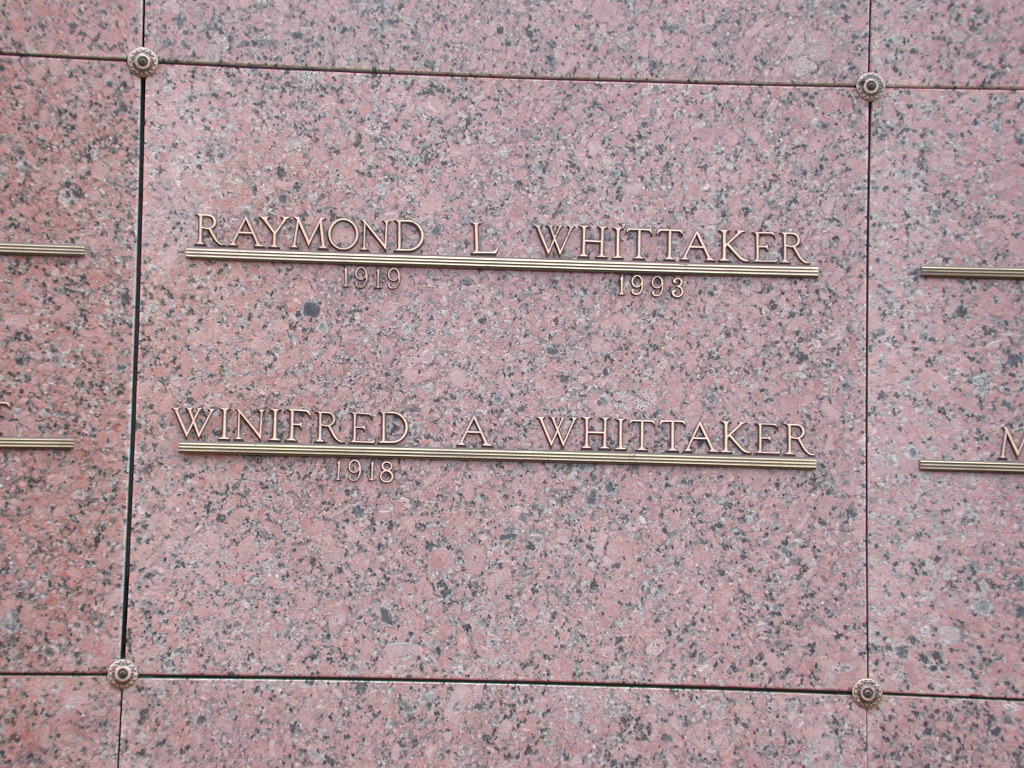 RAYMOND L WHITTAKER
1919 1993
WINIFRED A WHITTAKER
1918
M